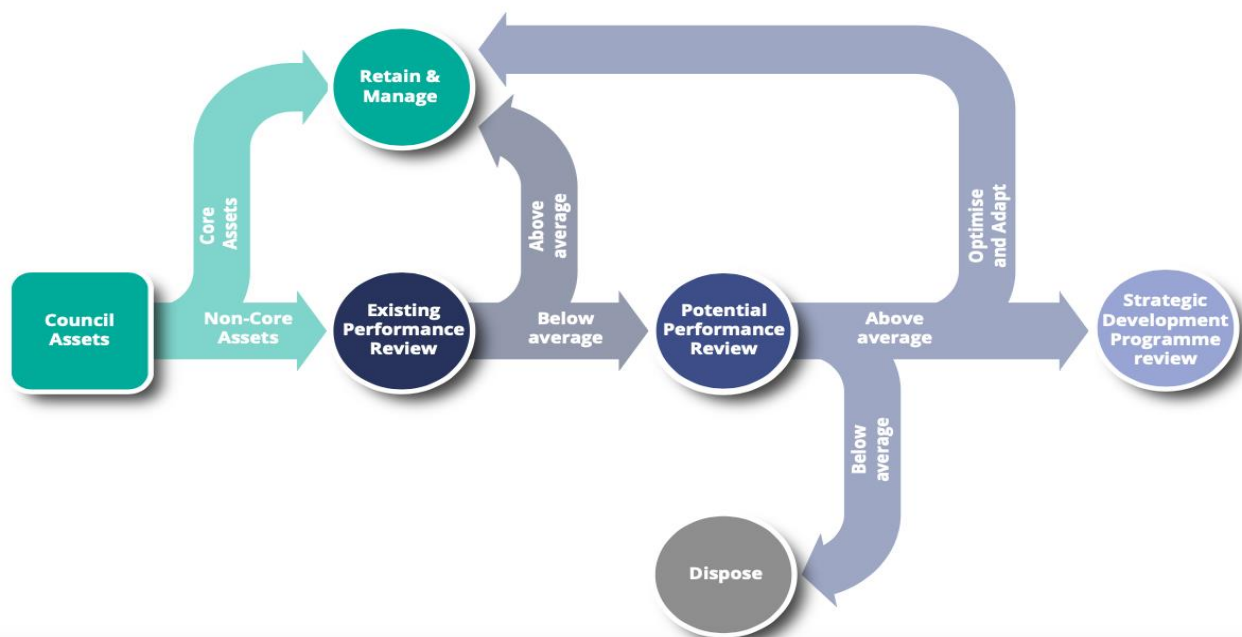 Retain &
Manage
Core
Assets
Above
average
Optimise
and Adapt
Council
Assets
Non-Core
Assets
Existing
Performance
Review
Below
average
Potential
Performance
Review
Above
average
Strategic
Development
Programme
review
Below
average
Dispose